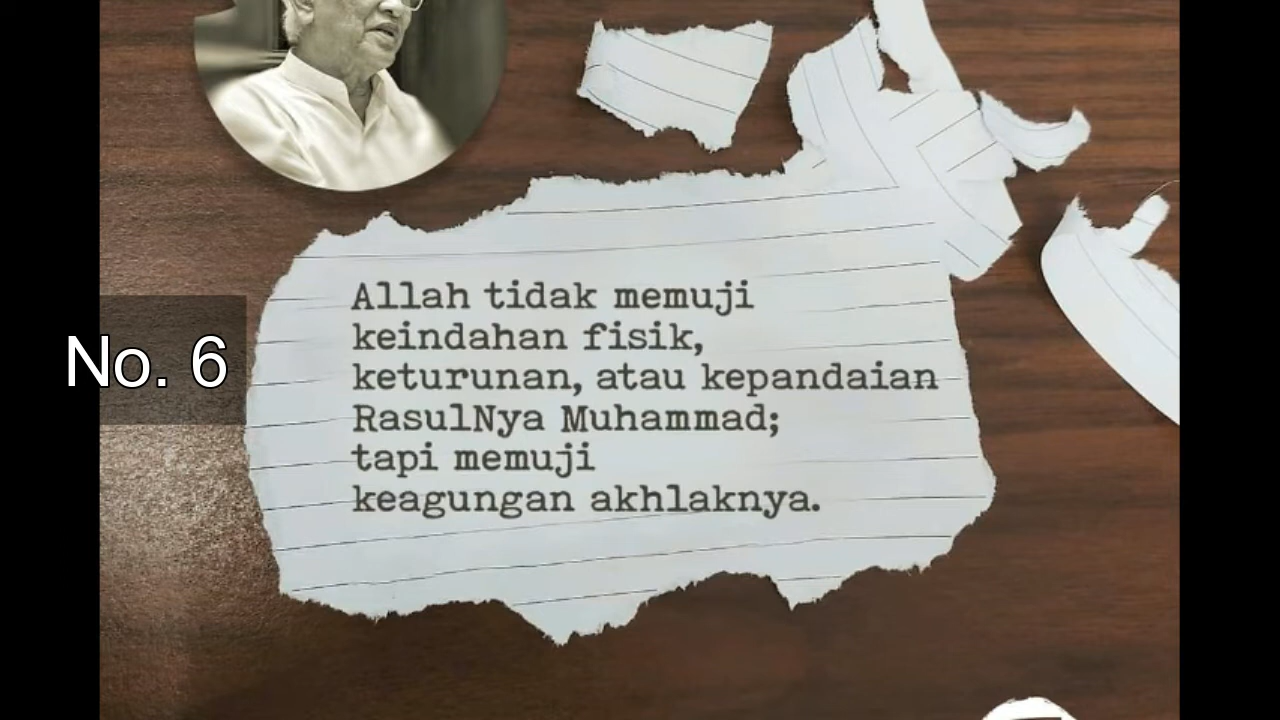 No. 6
Allah tidak memuji
keindahan fisik,
keturunan, atau kepandaian
RasulNya Muhammad;
tapi memuji
keagungan akhlaknya.